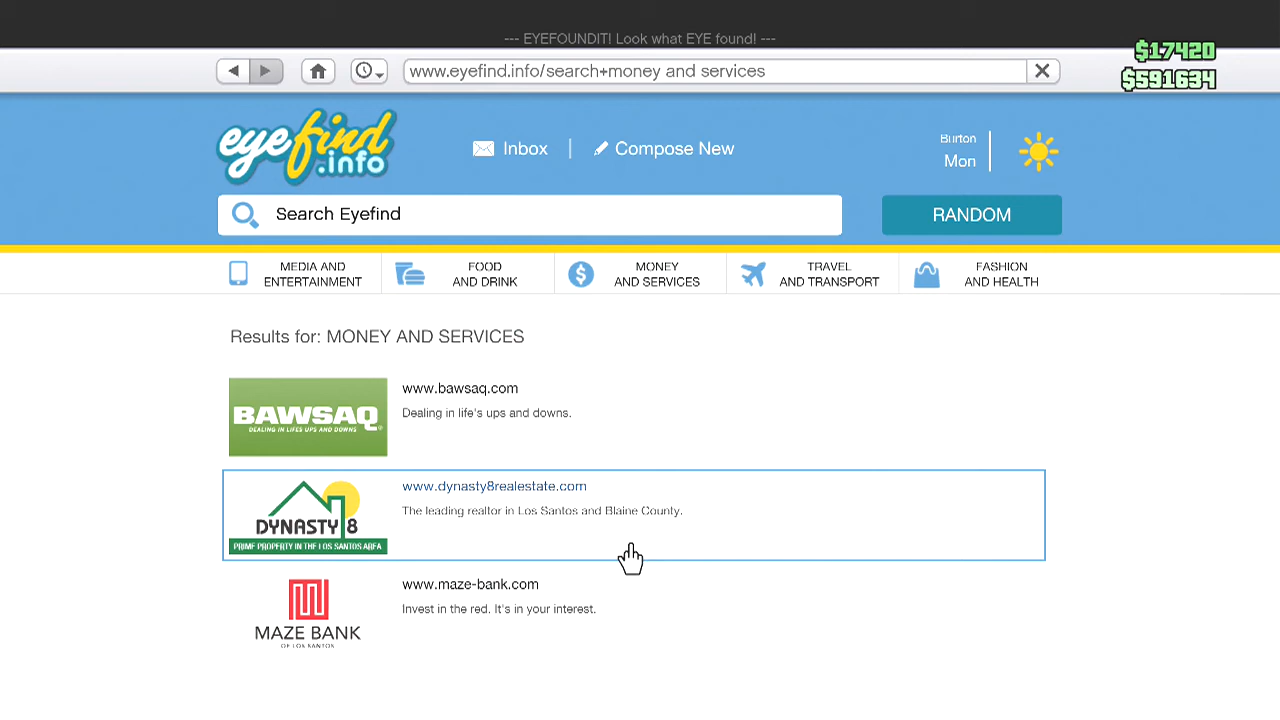 --- EYEFOUNDIT! Look what EYE found! ---
www.eyefind.info/search+money and services
$17420
$591634
eyefind
.info
Inbox
Compose New
Burton
Mon
Search Eyefind
RANDOM
MEDIA AND
ENTERTAINMENT
FOOD
AND DRINK
MONEY
AND SERVICES
TRAVEL
AND TRANSPORT
FASHION
AND HEALTH
Results for: MONEY AND SERVICES
BAWSAQ®
DEALING IN LIFES UPS AND DOWNS
www.bawsaq.com
Dealing in life's ups and downs.
DYNASTY 8
PRIME PROPERTY IN THE LOS SANTOS AREA
www.dynasty8realestate.com
The leading realtor in Los Santos and Blaine County.
MAZE BANK
OF LOS SANTOS
www.maze-bank.com
Invest in the red. It's in your interest.